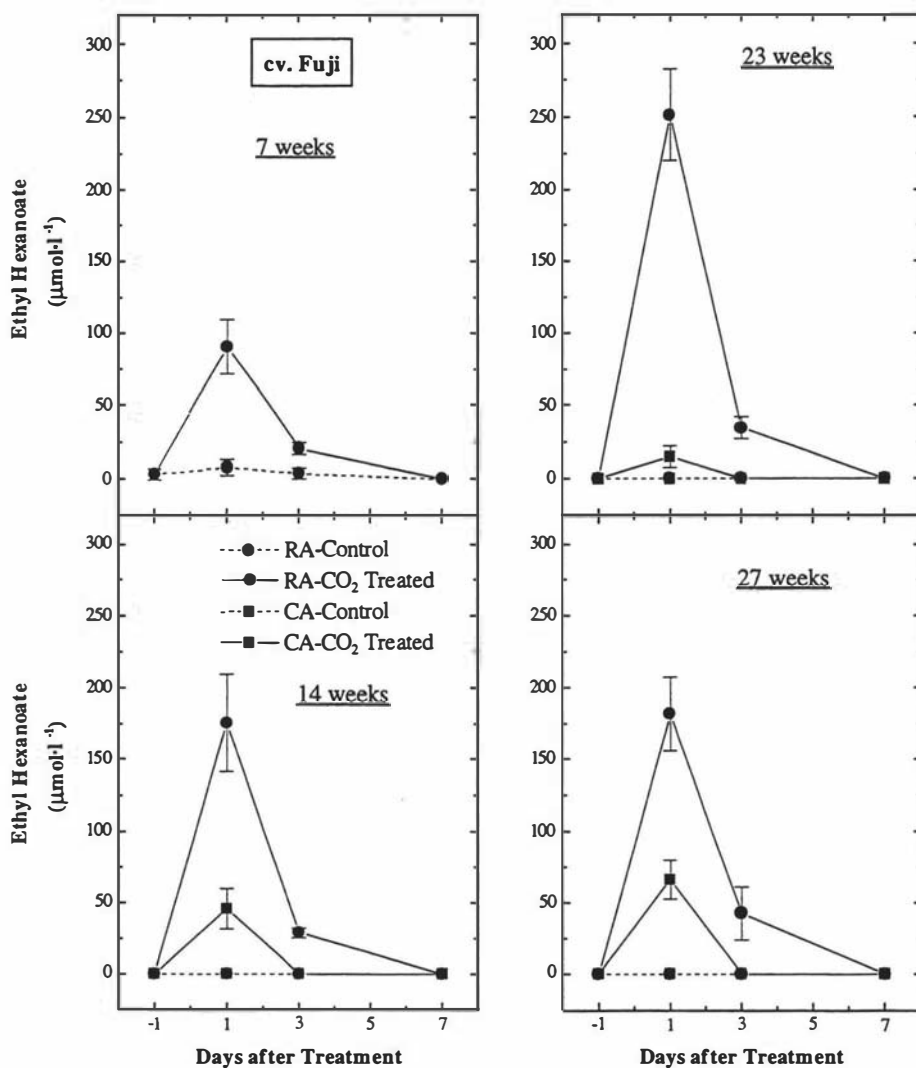 300
250
200
150
100
50
0
Ethyl Hexanoate
(μmol·l⁻¹)
cv. Fuji
7 weeks
300
250
200
150
100
50
0
23 weeks
300
250
200
150
100
50
0
Ethyl Hexanoate
(μmol·l⁻¹)
RA-Control
RA-CO₂ Treated
CA-Control
CA-CO₂ Treated
14 weeks
-1 1 3 5 7
Days after Treatment
300
250
200
150
100
50
0
27 weeks
-1 1 3 5 7
Days after Treatment